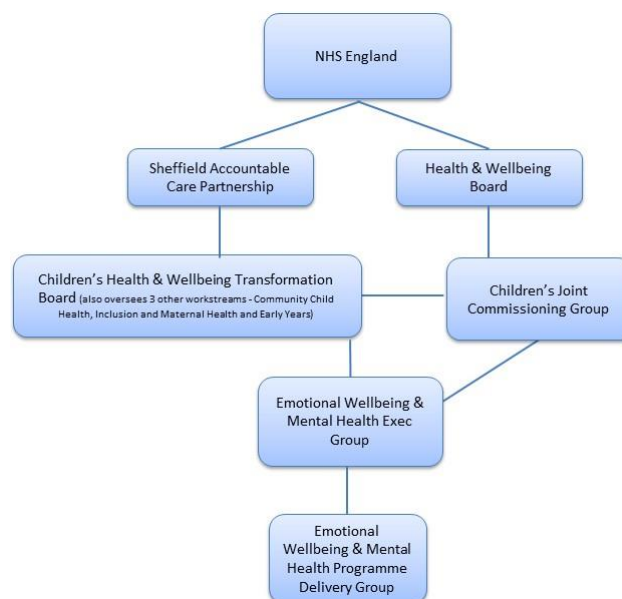 NHS England
Sheffield Accountable
Care Partnership
Health & Wellbeing
Board
Children's Health & Wellbeing Transformation
Board (also oversees 3 other workstreams - Community Child
Health, Inclusion and Maternal Health and Early Years)
Children's Joint
Commissioning Group
Emotional Wellbeing &
Mental Health Exec
Group
Emotional
Wellbeing & Mental
Health Programme
Delivery Group